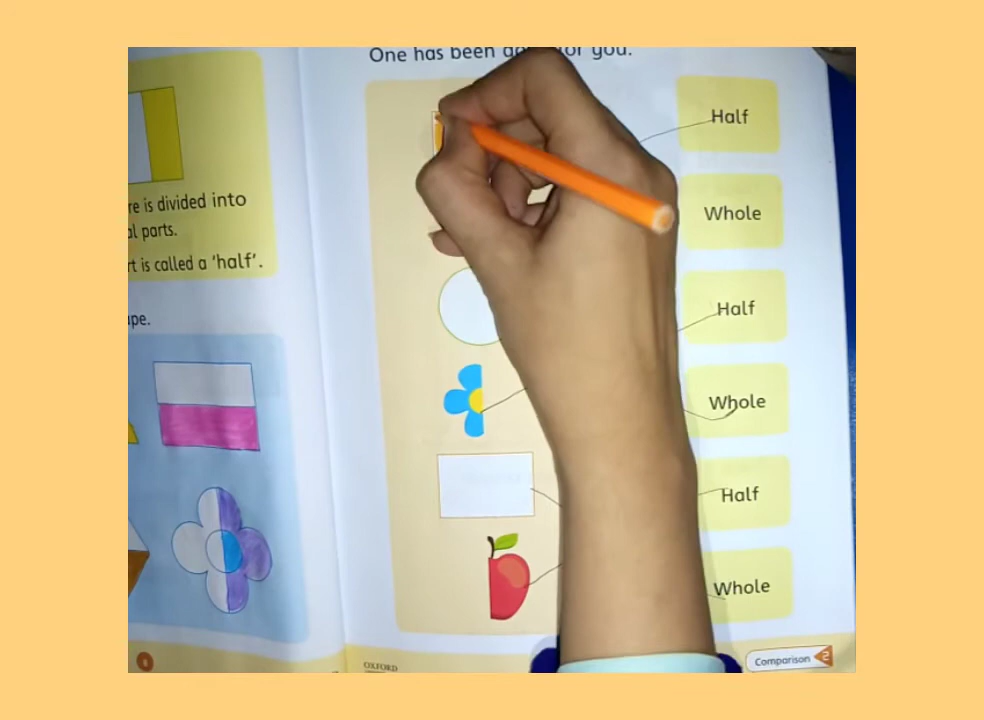 One has been for you.
Half
re is divided into
Whole
al parts.
rt is called a 'half'.
Half
pe.
Whole
Half
Whole
OXFORD
Comparison 2